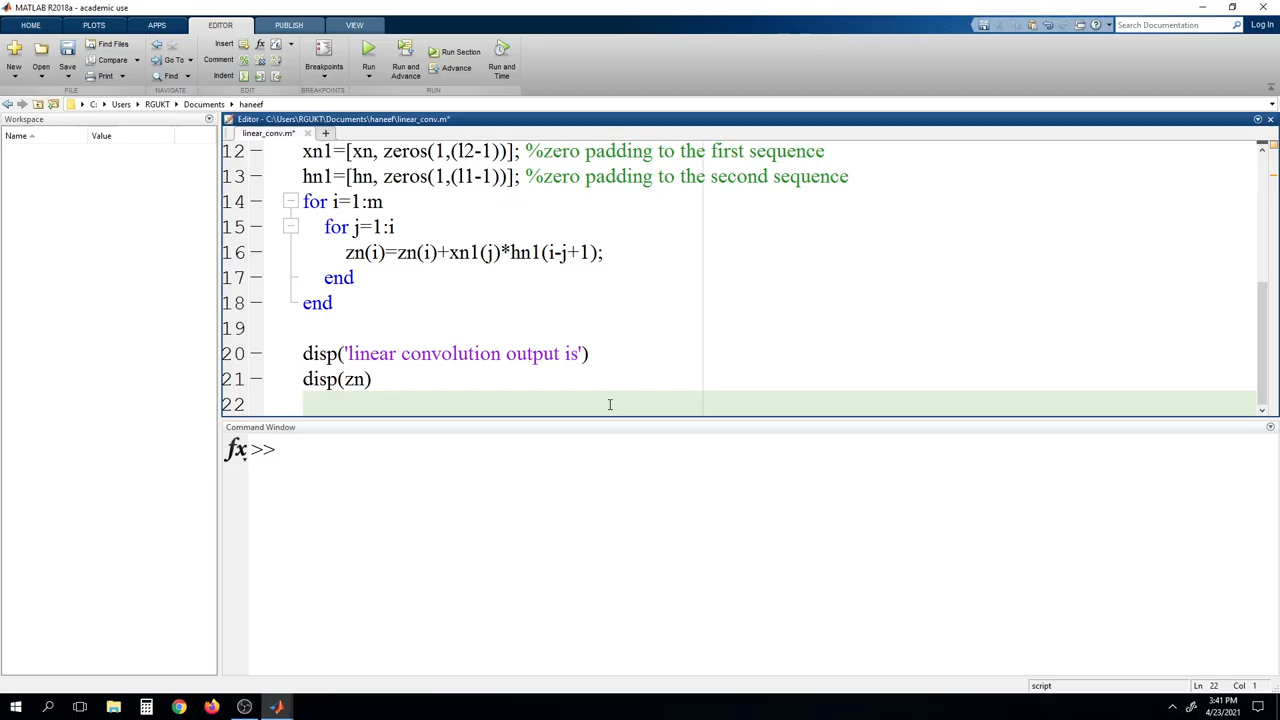 MATLAB R2018a - academic use
HOME PLOTS APPS EDITOR PUBLISH VIEW
Search Documentation
Log In
New Open Save Find Files Compare Print
Go To Find
Insert fx
Comment %
Indent
Breakpoints
Run Run and Advance Run Section Advance Run and Time
FILE NAVIGATE EDIT BREAKPOINTS RUN
C: Users RGUKT Documents haneef
Workspace
Name Value
Editor - C:\Users\RGUKT\Documents\haneef\linear_conv.m*
linear_conv.m*
12 xn1=[xn, zeros(1,(l2-1))]; %zero padding to the first sequence
13 hn1=[hn, zeros(1,(l1-1))]; %zero padding to the second sequence
14 for i=1:m
15 for j=1:i
16 zn(i)=zn(i)+xn1(j)*hn1(i-j+1);
17 end
18 end
19
20 disp('linear convolution output is')
21 disp(zn)
22
Command Window
fx >>
script Ln 22 Col 1
3:41 PM
4/23/2021